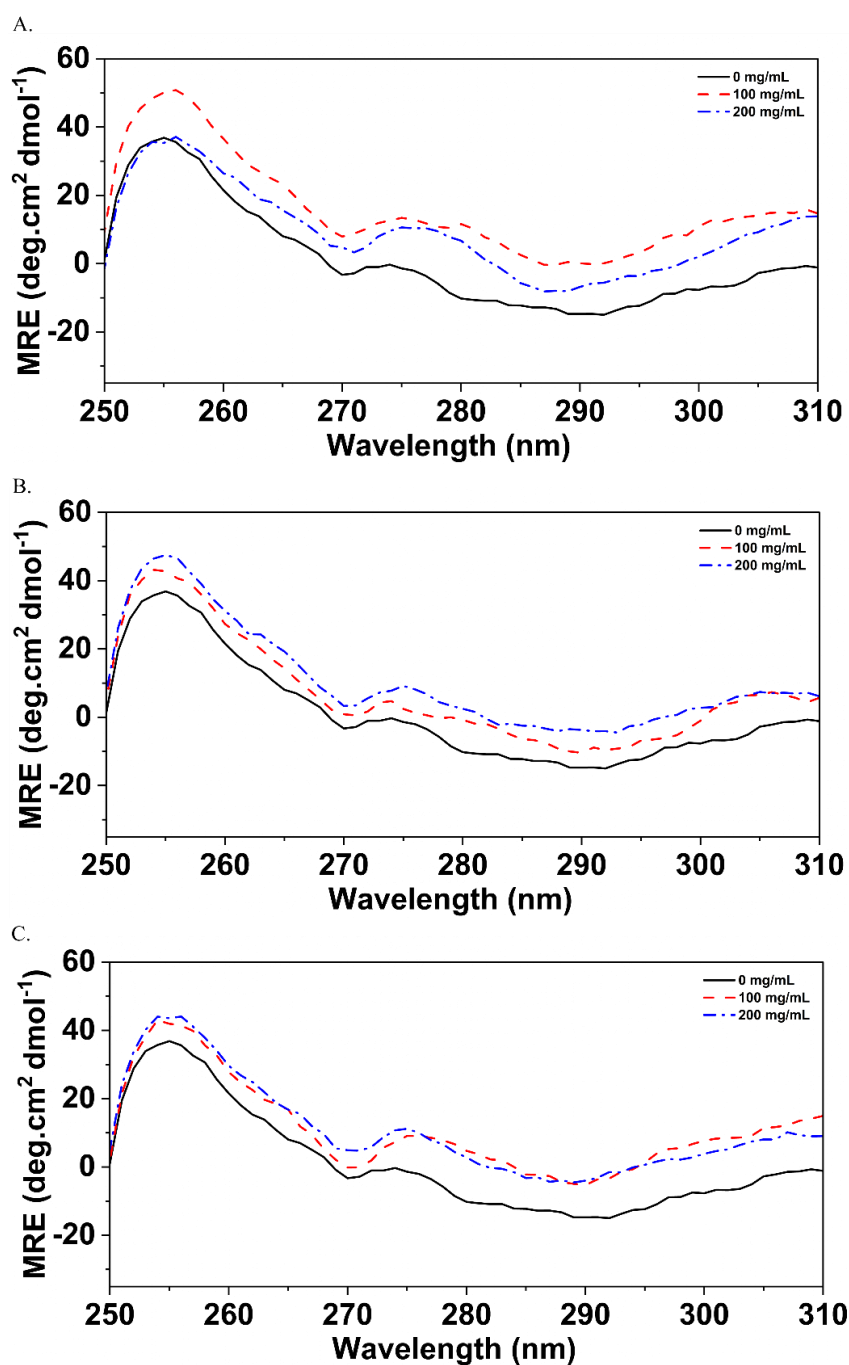 A.
60
40
20
0
-20
MRE (deg.cm² dmol⁻¹)
0 mg/mL
100 mg/mL
200 mg/mL
250 260 270 280 290 300 310
Wavelength (nm)
B.
60
40
20
0
-20
MRE (deg.cm² dmol⁻¹)
0 mg/mL
100 mg/mL
200 mg/mL
250 260 270 280 290 300 310
Wavelength (nm)
C.
60
40
20
0
-20
MRE (deg.cm² dmol⁻¹)
0 mg/mL
100 mg/mL
200 mg/mL
250 260 270 280 290 300 310
Wavelength (nm)